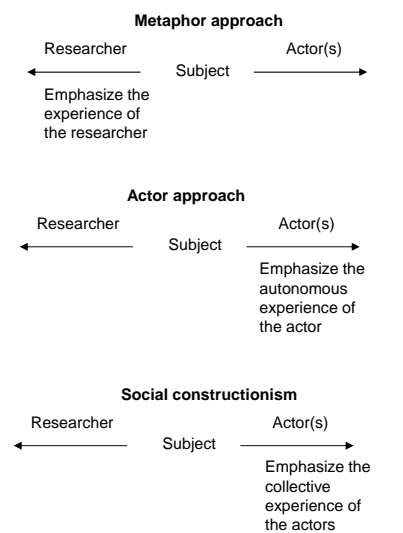 Metaphor approach
Researcher Actor(s)
Subject
Emphasize the
experience of
the researcher
Actor approach
Researcher Actor(s)
Subject
Emphasize the
autonomous
experience of
the actor
Social constructionism
Researcher Actor(s)
Subject
Emphasize the
collective
experience of
the actors